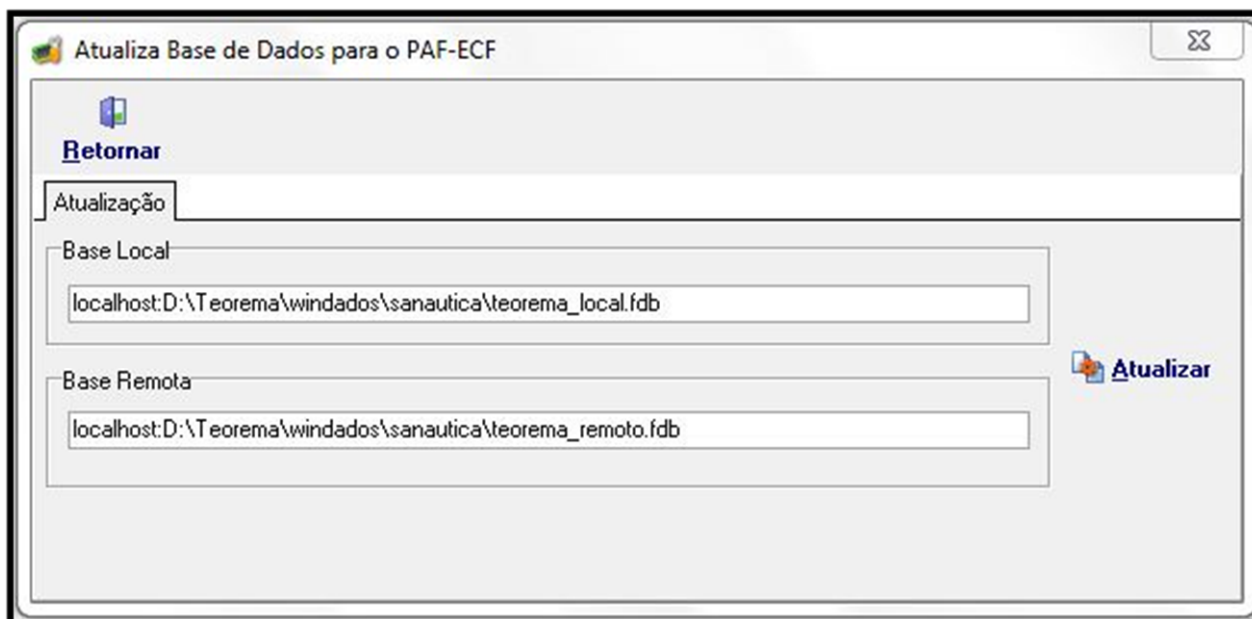 Atualiza Base de Dados para o PAF-ECF
Retornar
Atualização
Base Local
localhost:D:\Teorema\windados\sanautica\teorema_local.fdb
Base Remota
localhost:D:\Teorema\windados\sanautica\teorema_remoto.fdb
Atualizar